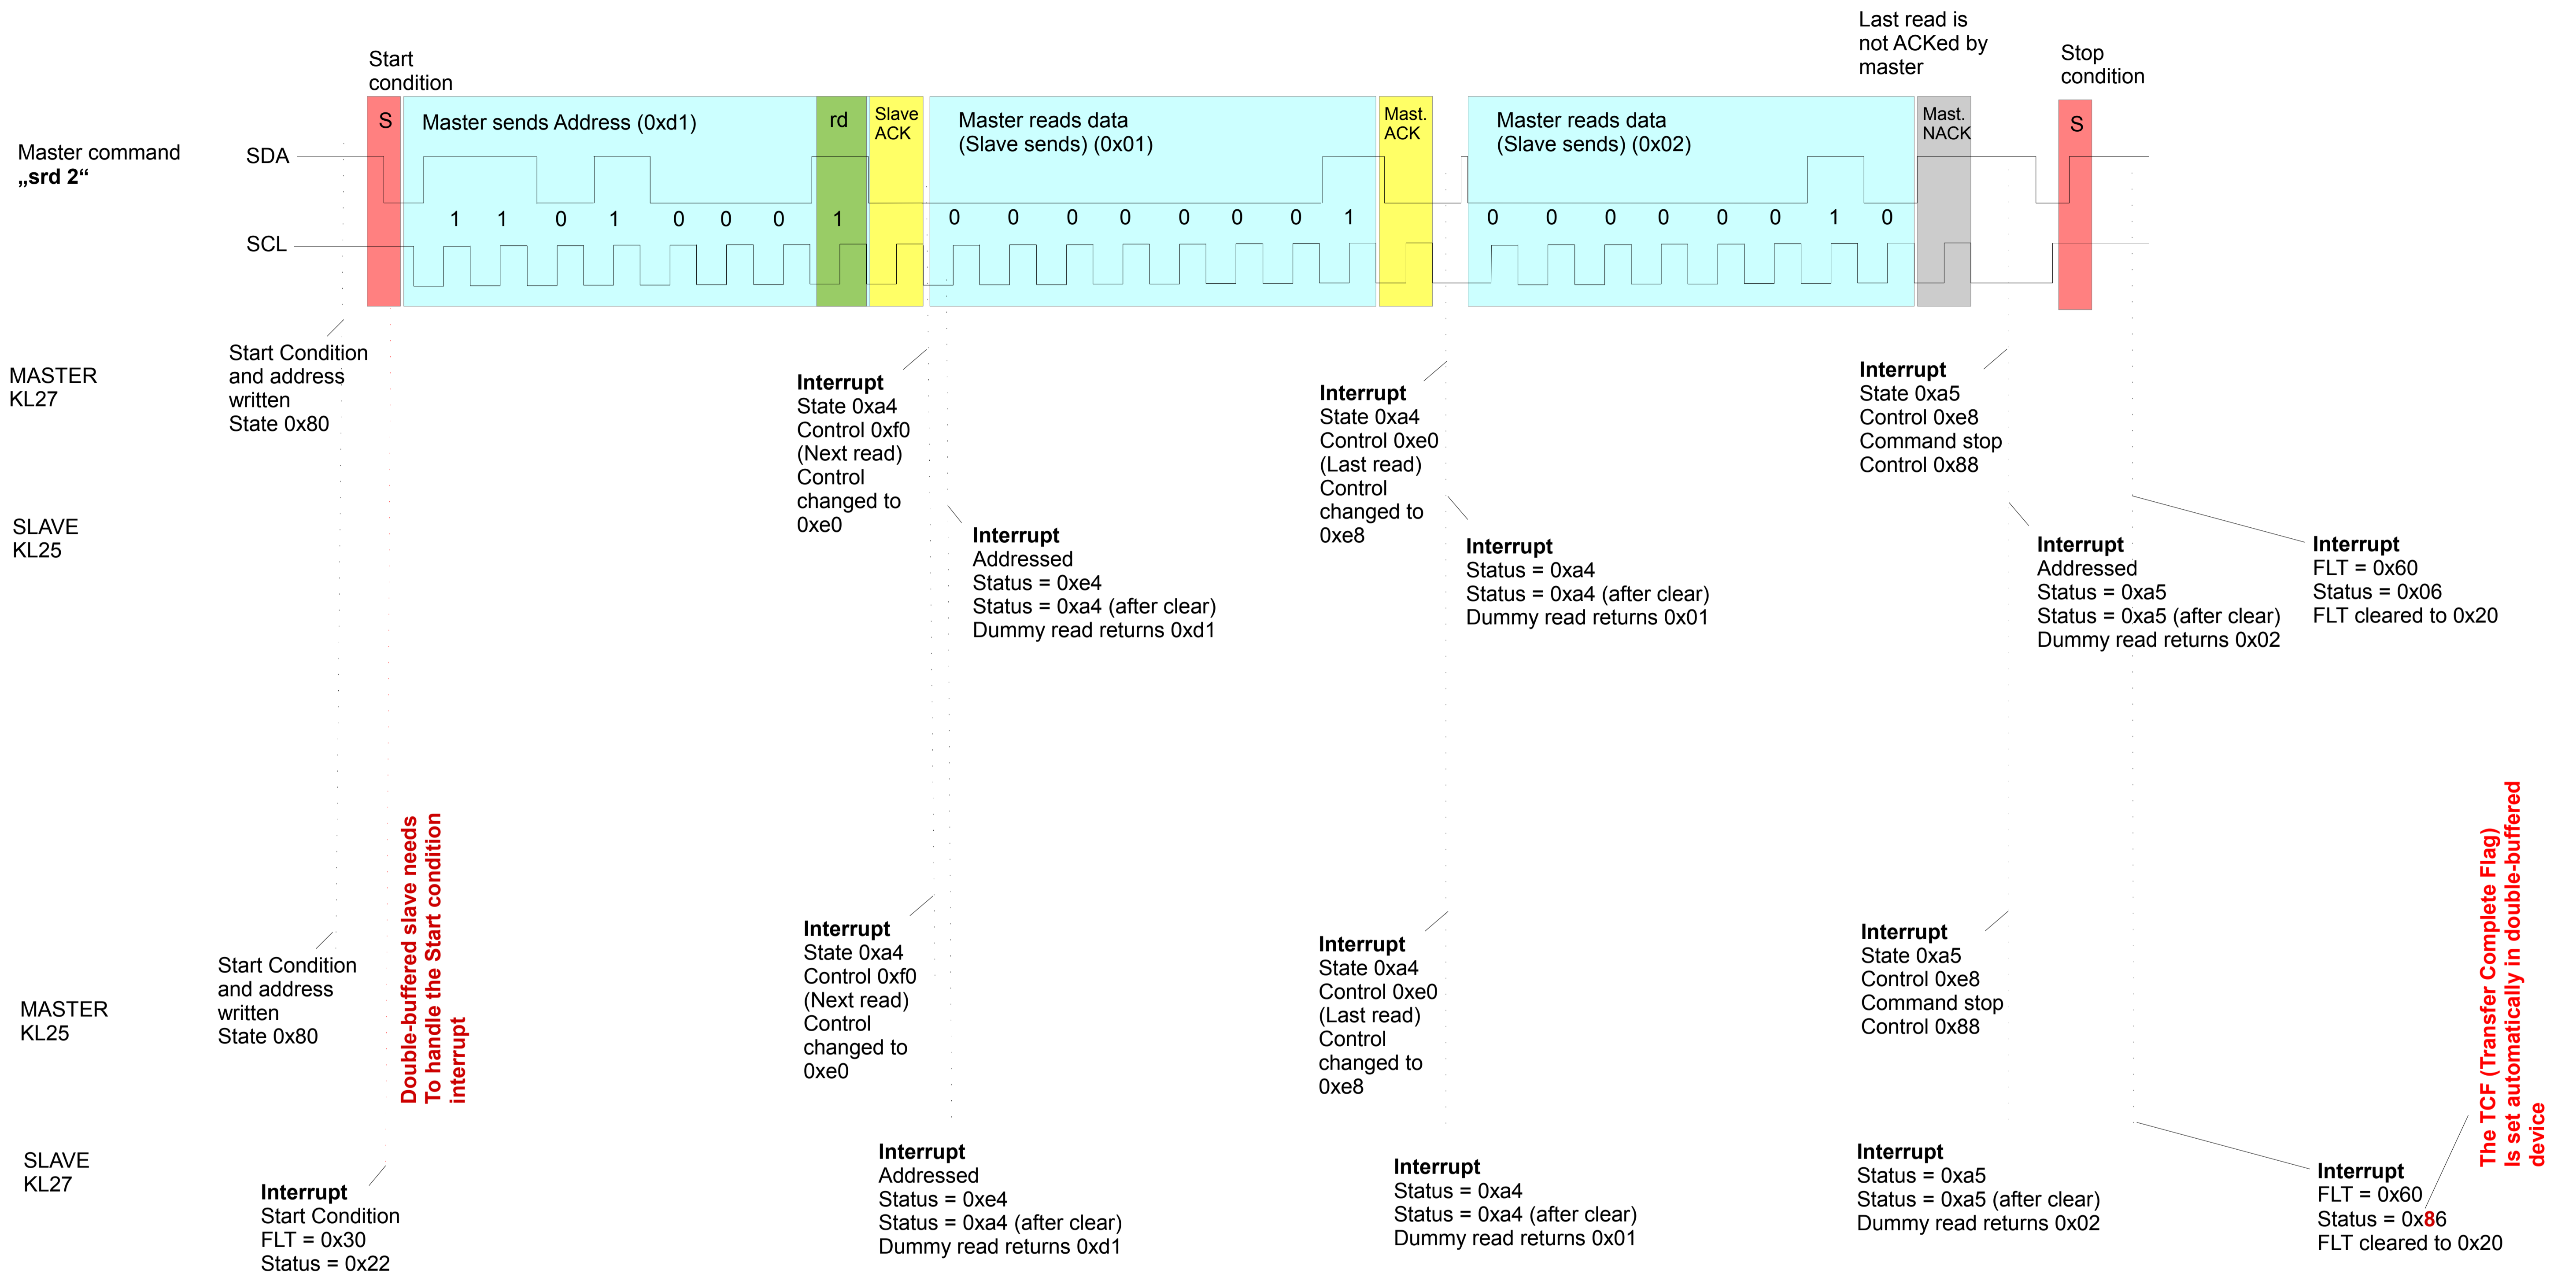 Start
condition
Last read is
not ACKed by
master
Stop
condition
Master command
„srd 2“
SDA
SCL
S
Master sends Address (0xd1)
rd
Slave
ACK
Master reads data
(Slave sends) (0x01)
Mast.
ACK
Master reads data
(Slave sends) (0x02)
Mast.
NACK
S
1 1 0 1 0 0 0 1
0 0 0 0 0 0 0 1
0 0 0 0 0 0 1 0
MASTER
KL27
Start Condition
and address
written
State 0x80
Interrupt
State 0xa4
Control 0xf0
(Next read)
Control
changed to
0xe0
Interrupt
State 0xa4
Control 0xe0
(Last read)
Control
changed to
0xe8
Interrupt
State 0xa5
Control 0xe8
Command stop
Control 0x88
SLAVE
KL25
Interrupt
Addressed
Status = 0xe4
Status = 0xa4 (after clear)
Dummy read returns 0xd1
Interrupt
Status = 0xa4
Status = 0xa4 (after clear)
Dummy read returns 0x01
Interrupt
Addressed
Status = 0xa5
Status = 0xa5 (after clear)
Dummy read returns 0x02
Interrupt
FLT = 0x60
Status = 0x06
FLT cleared to 0x20
Double-buffered slave needs
To handle the Start condition
interrupt
The TCF (Transfer Complete Flag)
Is set automatically in double-buffered
device
MASTER
KL25
Start Condition
and address
written
State 0x80
Interrupt
State 0xa4
Control 0xf0
(Next read)
Control
changed to
0xe0
Interrupt
State 0xa4
Control 0xe0
(Last read)
Control
changed to
0xe8
Interrupt
State 0xa5
Control 0xe8
Command stop
Control 0x88
SLAVE
KL27
Interrupt
Start Condition
FLT = 0x30
Status = 0x22
Interrupt
Addressed
Status = 0xe4
Status = 0xa4 (after clear)
Dummy read returns 0xd1
Interrupt
Status = 0xa4
Status = 0xa4 (after clear)
Dummy read returns 0x01
Interrupt
Status = 0xa5
Status = 0xa5 (after clear)
Dummy read returns 0x02
Interrupt
FLT = 0x60
Status = 0x86
FLT cleared to 0x20